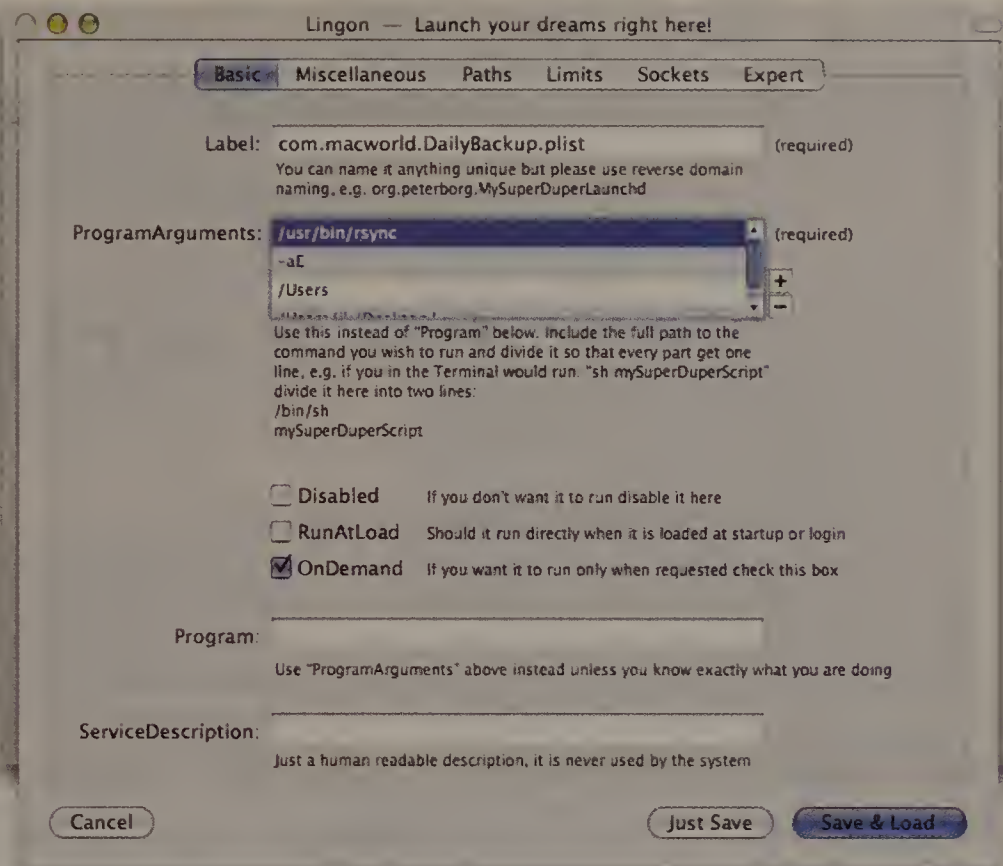 Lingon — Launch your dreams right here!
Basic Miscellaneous Paths Limits Sockets Expert
Label: com.macworld.DailyBackup.plist (required)
You can name it anything unique but please use reverse domain
naming, e.g. org.peterborg.MySuperDuperLaunchd
ProgramArguments: /usr/bin/rsync (required)
-aE
/Users
+
−
Use this instead of "Program" below. Include the full path to the
command you wish to run and divide it so that every part get one
line, e.g. if you in the Terminal would run "sh mySuperDuperScript"
divide it here into two lines:
/bin/sh
mySuperDuperScript
Disabled If you don't want it to run disable it here
RunAtLoad Should it run directly when it is loaded at startup or login
OnDemand If you want it to run only when requested check this box
Program:
Use "ProgramArguments" above instead unless you know exactly what you are doing
ServiceDescription:
Just a human readable description, it is never used by the system
Cancel Just Save Save & Load